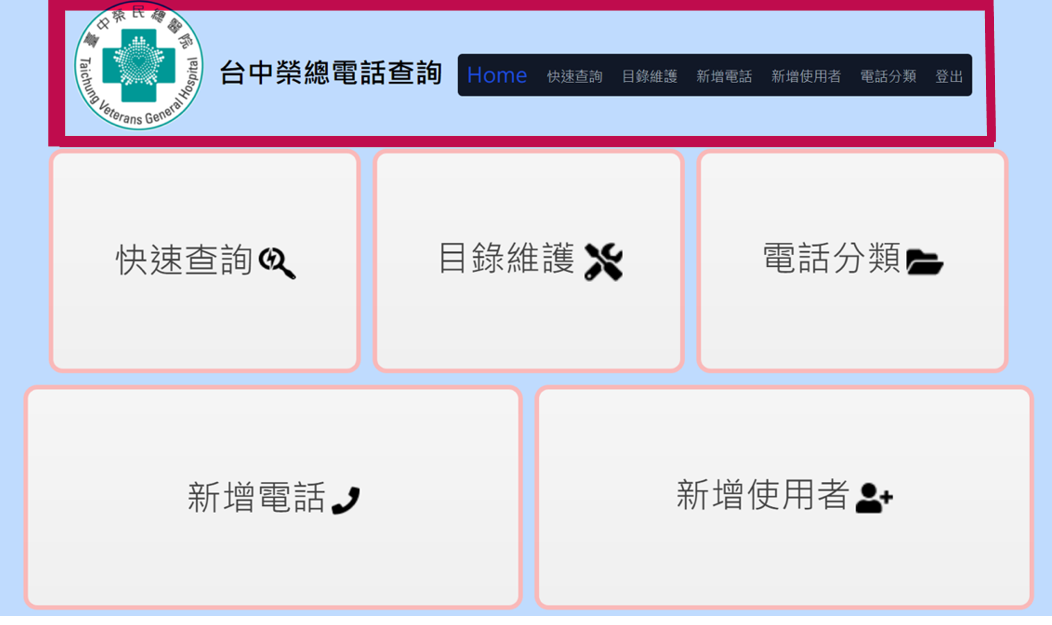 臺中榮民總醫院
Taichung Veterans General Hospital
台中榮總電話查詢
Home 快速查詢 目錄維護 新增電話 新增使用者 電話分類 登出
快速查詢
目錄維護
電話分類
新增電話
新增使用者